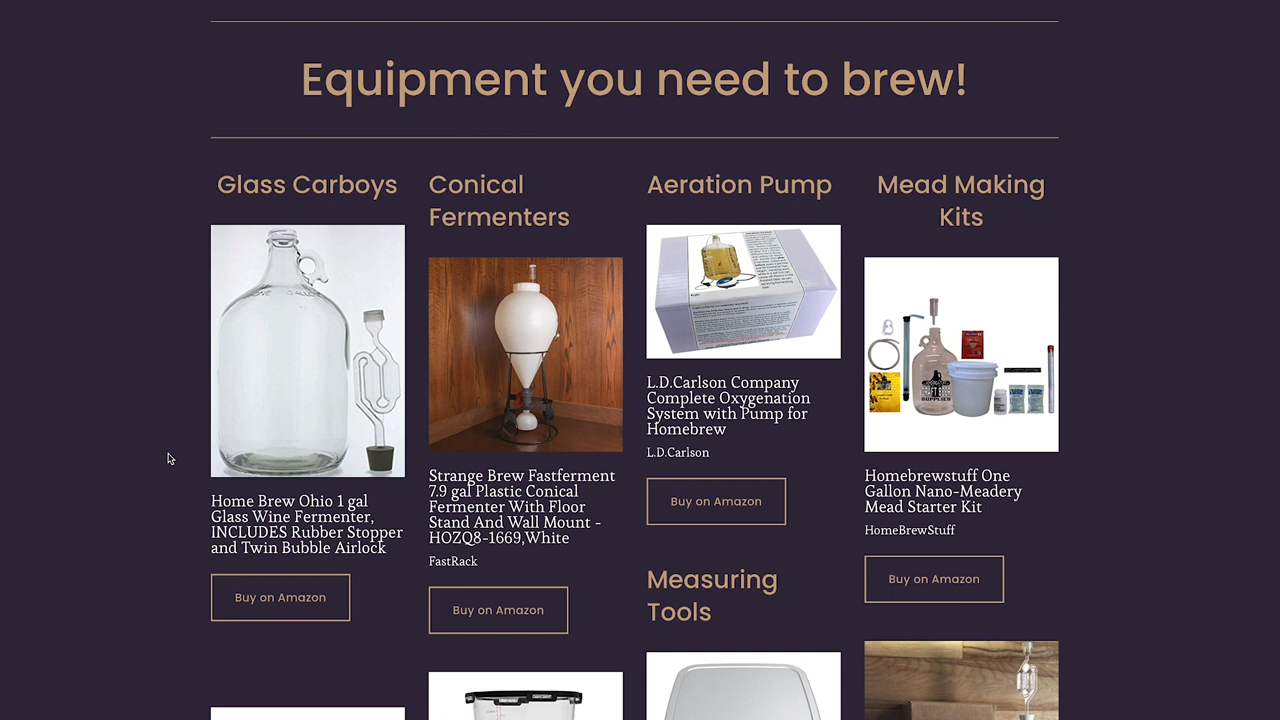 Equipment you need to brew!
Glass Carboys
Home Brew Ohio 1 gal
Glass Wine Fermenter,
INCLUDES Rubber Stopper
and Twin Bubble Airlock
Buy on Amazon
Conical
Fermenters
Strange Brew Fastferment
7.9 gal Plastic Conical
Fermenter With Floor
Stand And Wall Mount -
HOZQ8-1669,White
FastRack
Buy on Amazon
Aeration Pump
L.D.Carlson Company
Complete Oxygenation
System with Pump for
Homebrew
L.D.Carlson
Buy on Amazon
Measuring
Tools
Mead Making
Kits
Homebrewstuff One
Gallon Nano-Meadery
Mead Starter Kit
HomeBrewStuff
Buy on Amazon